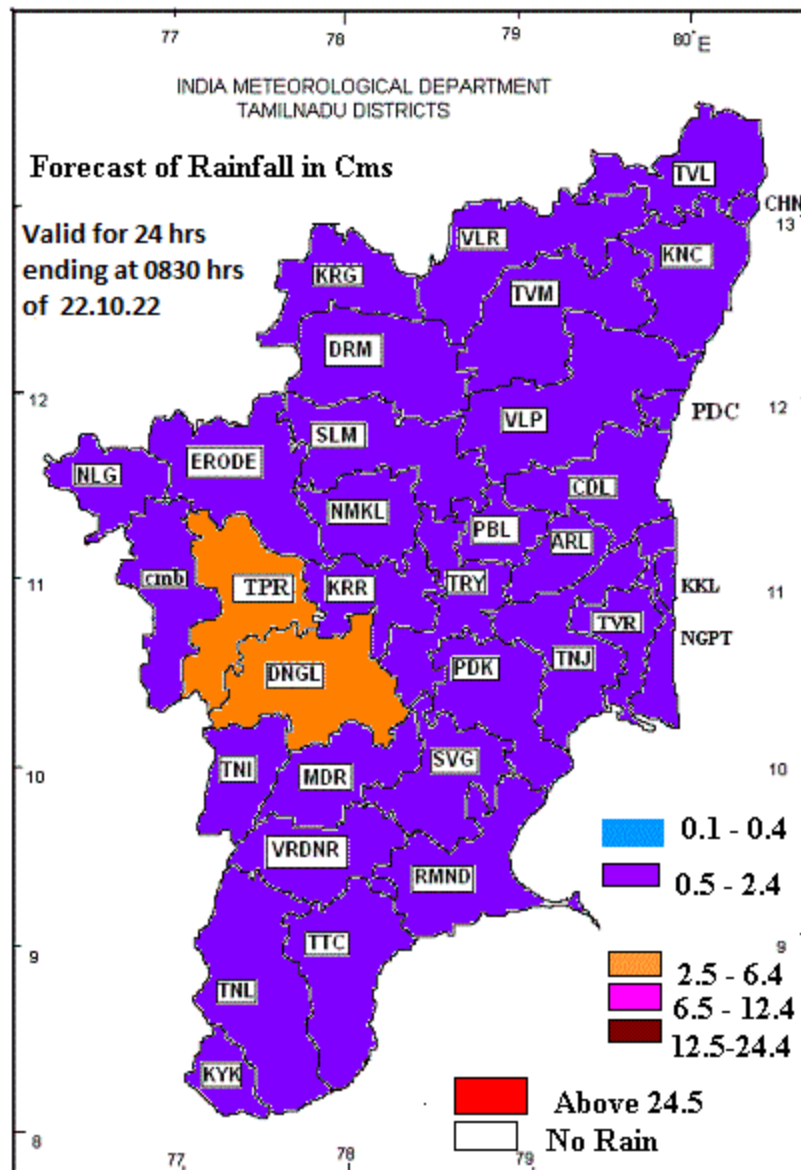 77 78 79 80°E
INDIA METEOROLOGICAL DEPARTMENT
TAMILNADU DISTRICTS
Forecast of Rainfall in Cms
TVL
CHN
13
Valid for 24 hrs
ending at 0830 hrs
of 22.10.22
VLR
KNC
KRG
TVM
DRM
12
12
PDC
VLP
SLM
ERODE
NLG
CDL
NMKL
PBL
ARL
11
cmb
TPR
KRR
TRY
KKL
11
TVR
NGPT
DNGL
PDK
TNJ
10
TNI
MDR
SVG
10
0.1 - 0.4
VRDNR
RMND
0.5 - 2.4
9
TTC
9
2.5 - 6.4
TNL
6.5 - 12.4
12.5-24.4
KYK
Above 24.5
8
No Rain
77 78 79